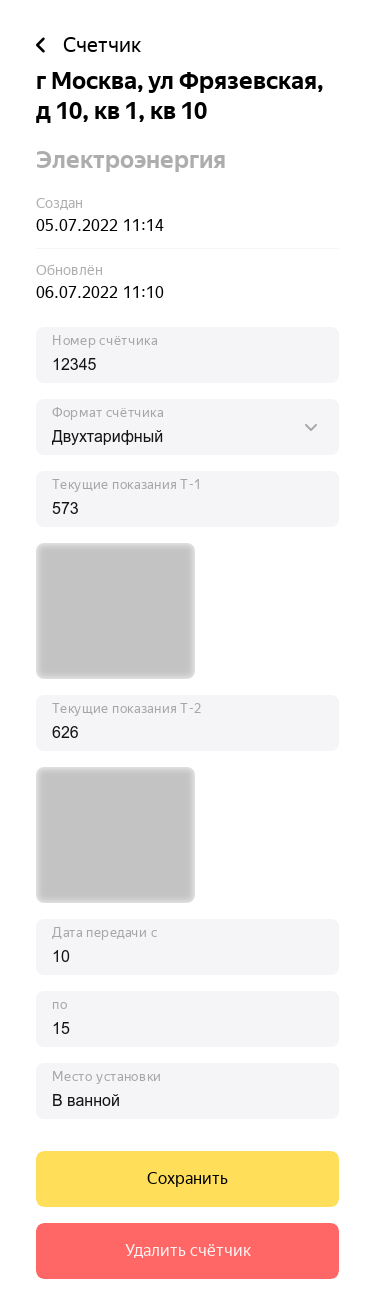 Счетчик
г Москва, ул Фрязевская,
д 10, кв 1, кв 10
Электроэнергия
Создан
05.07.2022 11:14
Обновлён
06.07.2022 11:10
Номер счётчика
12345
Формат счётчика
Двухтарифный
Текущие показания Т-1
573
Текущие показания Т-2
626
Дата передачи с
10
по
15
Место установки
В ванной
Сохранить
Удалить счётчик